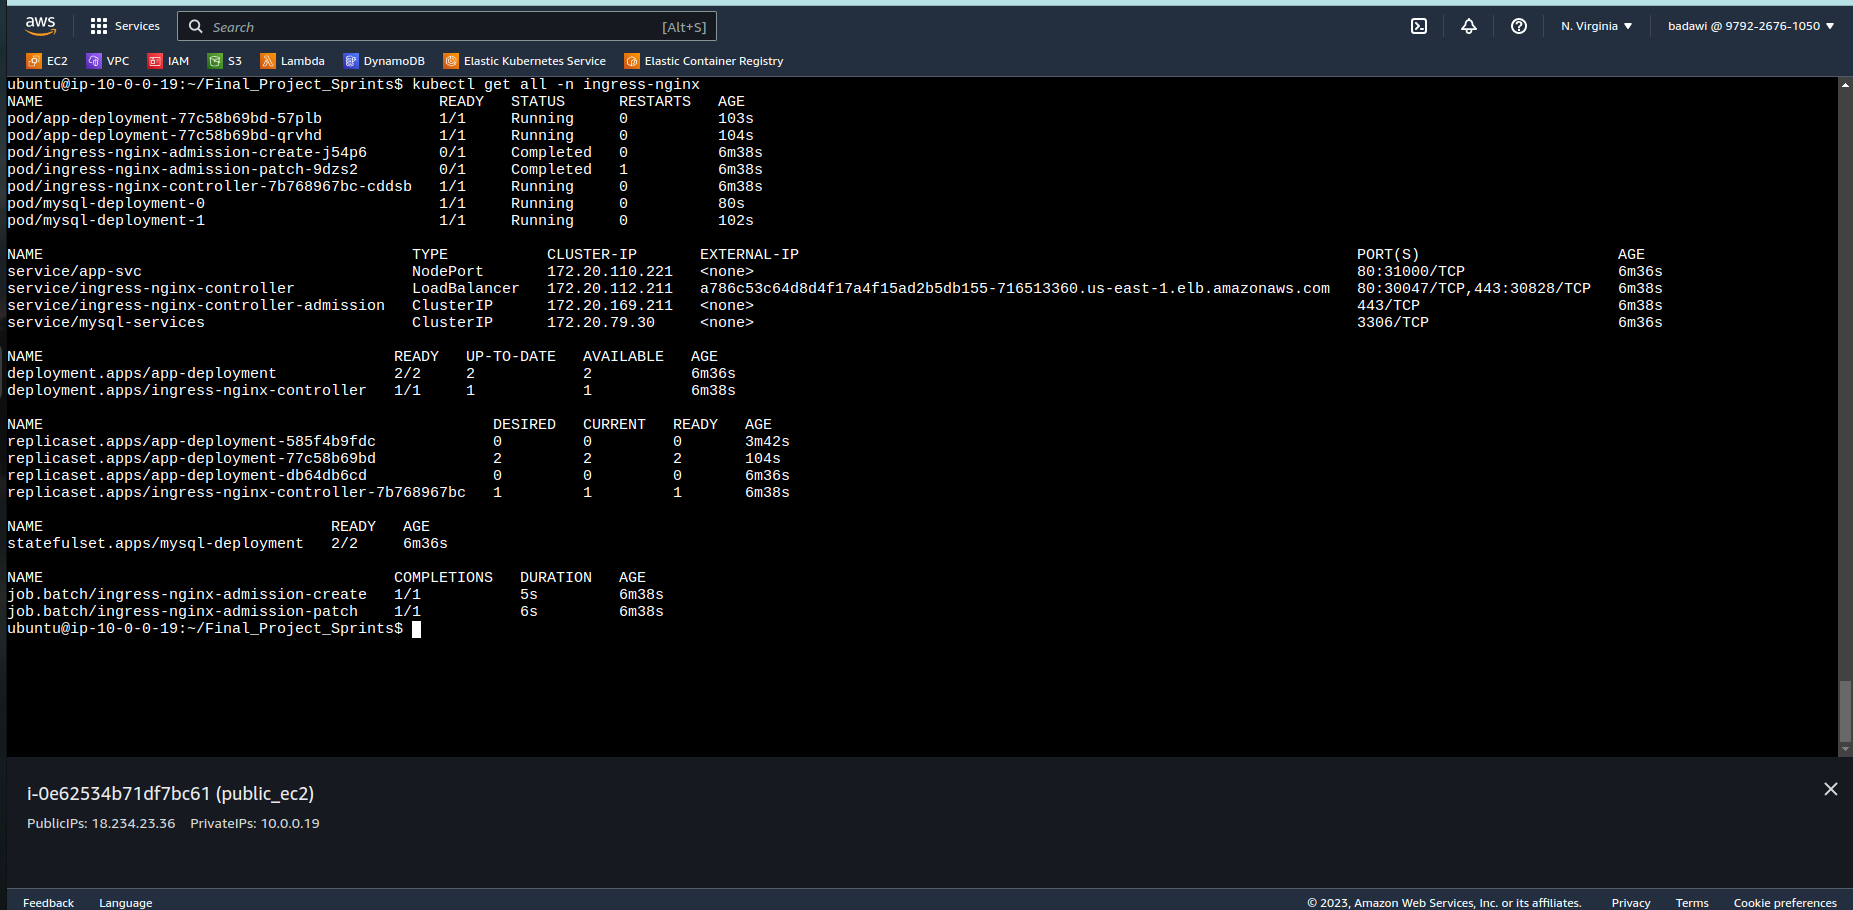 aws Services Search [Alt+S] N. Virginia badawi @ 9792-2676-1050
EC2 VPC IAM S3 Lambda DynamoDB Elastic Kubernetes Service Elastic Container Registry
ubuntu@ip-10-0-0-19:~/Final_Project_Sprints$ kubectl get all -n ingress-nginx
NAME READY STATUS RESTARTS AGE
pod/app-deployment-77c58b69bd-57plb 1/1 Running 0 103s
pod/app-deployment-77c58b69bd-qrvhd 1/1 Running 0 104s
pod/ingress-nginx-admission-create-j54p6 0/1 Completed 0 6m38s
pod/ingress-nginx-admission-patch-9dzs2 0/1 Completed 1 6m38s
pod/ingress-nginx-controller-7b768967bc-cddsb 1/1 Running 0 6m38s
pod/mysql-deployment-0 1/1 Running 0 80s
pod/mysql-deployment-1 1/1 Running 0 102s
NAME TYPE CLUSTER-IP EXTERNAL-IP PORT(S) AGE
service/app-svc NodePort 172.20.110.221 <none> 80:31000/TCP 6m36s
service/ingress-nginx-controller LoadBalancer 172.20.112.211 a786c53c64d8d4f17a4f15ad2b5db155-716513360.us-east-1.elb.amazonaws.com 80:30047/TCP,443:30828/TCP 6m38s
service/ingress-nginx-controller-admission ClusterIP 172.20.169.211 <none> 443/TCP 6m38s
service/mysql-services ClusterIP 172.20.79.30 <none> 3306/TCP 6m36s
NAME READY UP-TO-DATE AVAILABLE AGE
deployment.apps/app-deployment 2/2 2 2 6m36s
deployment.apps/ingress-nginx-controller 1/1 1 1 6m38s
NAME DESIRED CURRENT READY AGE
replicaset.apps/app-deployment-585f4b9fdc 0 0 0 3m42s
replicaset.apps/app-deployment-77c58b69bd 2 2 2 104s
replicaset.apps/app-deployment-db64db6cd 0 0 0 6m36s
replicaset.apps/ingress-nginx-controller-7b768967bc 1 1 1 6m38s
NAME READY AGE
statefulset.apps/mysql-deployment 2/2 6m36s
NAME COMPLETIONS DURATION AGE
job.batch/ingress-nginx-admission-create 1/1 5s 6m38s
job.batch/ingress-nginx-admission-patch 1/1 6s 6m38s
ubuntu@ip-10-0-0-19:~/Final_Project_Sprints$
i-0e62534b71df7bc61 (public_ec2)
PublicIPs: 18.234.23.36 PrivateIPs: 10.0.0.19
Feedback Language © 2023, Amazon Web Services, Inc. or its affiliates. Privacy Terms Cookie preferences